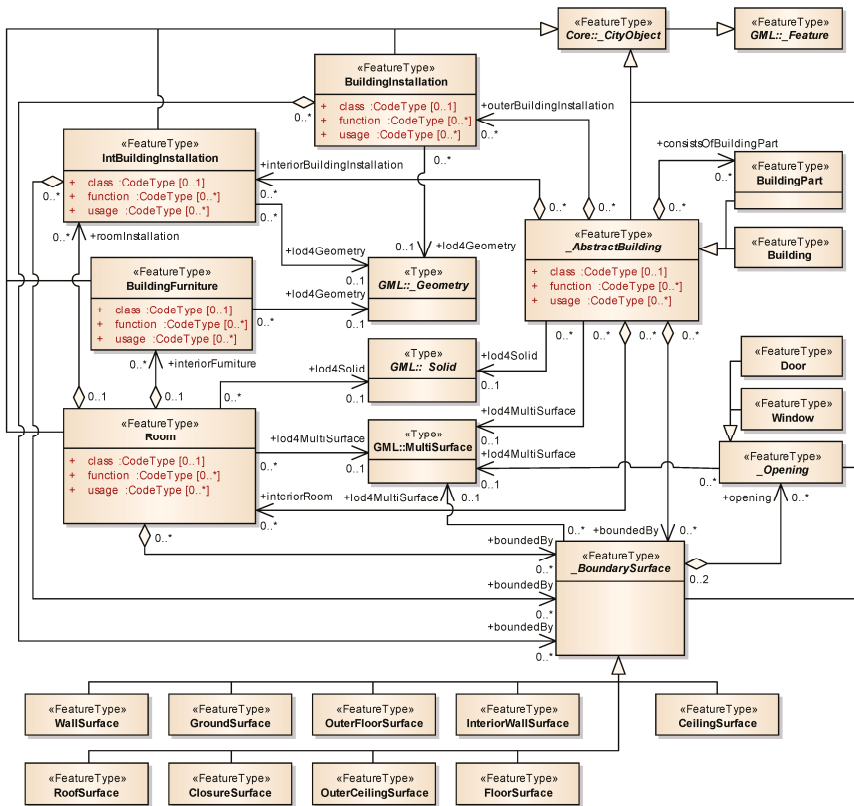 «FeatureType»
Core::_CityObject
«FeatureType»
GML::_Feature
«FeatureType»
BuildingInstallation
+ class :CodeType [0..1]
+ function :CodeType [0..*]
+ usage :CodeType [0..*]
0..*
+outerBuildingInstallation
0..*
0..*
«FeatureType»
IntBuildingInstallation
+ class :CodeType [0..1]
+ function :CodeType [0..*]
+ usage :CodeType [0..*]
0..*
+interiorBuildingInstallation
0..*
0..*
+consistsOfBuildingPart
0..*
«FeatureType»
BuildingPart
«FeatureType»
Building
0..*
0..*
0..*
«FeatureType»
_AbstractBuilding
+ class :CodeType [0..1]
+ function :CodeType [0..*]
+ usage :CodeType [0..*]
0..*
+roomInstallation
+lod4Geometry
0..1
0..1
+lod4Geometry
«Type»
GML::_Geometry
«FeatureType»
BuildingFurniture
+ class :CodeType [0..1]
+ function :CodeType [0..*]
+ usage :CodeType [0..*]
+lod4Geometry
0..*
0..1
0..*
+interiorFurniture
0..*
0..*
0..*
0..*
+lod4Solid
0..1
«Type»
GML::_Solid
+lod4Solid
0..1
«FeatureType»
Door
«FeatureType»
Window
0..1
0..1
0..*
«FeatureType»
Room
+ class :CodeType [0..1]
+ function :CodeType [0..*]
+ usage :CodeType [0..*]
+lod4MultiSurface
0..*
0..1
«Type»
GML::MultiSurface
+lod4MultiSurface
0..1
+lod4MultiSurface
0..1
«FeatureType»
_Opening
0..*
+opening
0..*
+interiorRoom
0..*
+lod4MultiSurface
0..1
0..*
+boundedBy
0..*
0..*
+boundedBy
0..*
«FeatureType»
_BoundarySurface
0..2
+boundedBy
0..*
+boundedBy
0..*
«FeatureType»
WallSurface
«FeatureType»
GroundSurface
«FeatureType»
OuterFloorSurface
«FeatureType»
InteriorWallSurface
«FeatureType»
CeilingSurface
«FeatureType»
RoofSurface
«FeatureType»
ClosureSurface
«FeatureType»
OuterCeilingSurface
«FeatureType»
FloorSurface